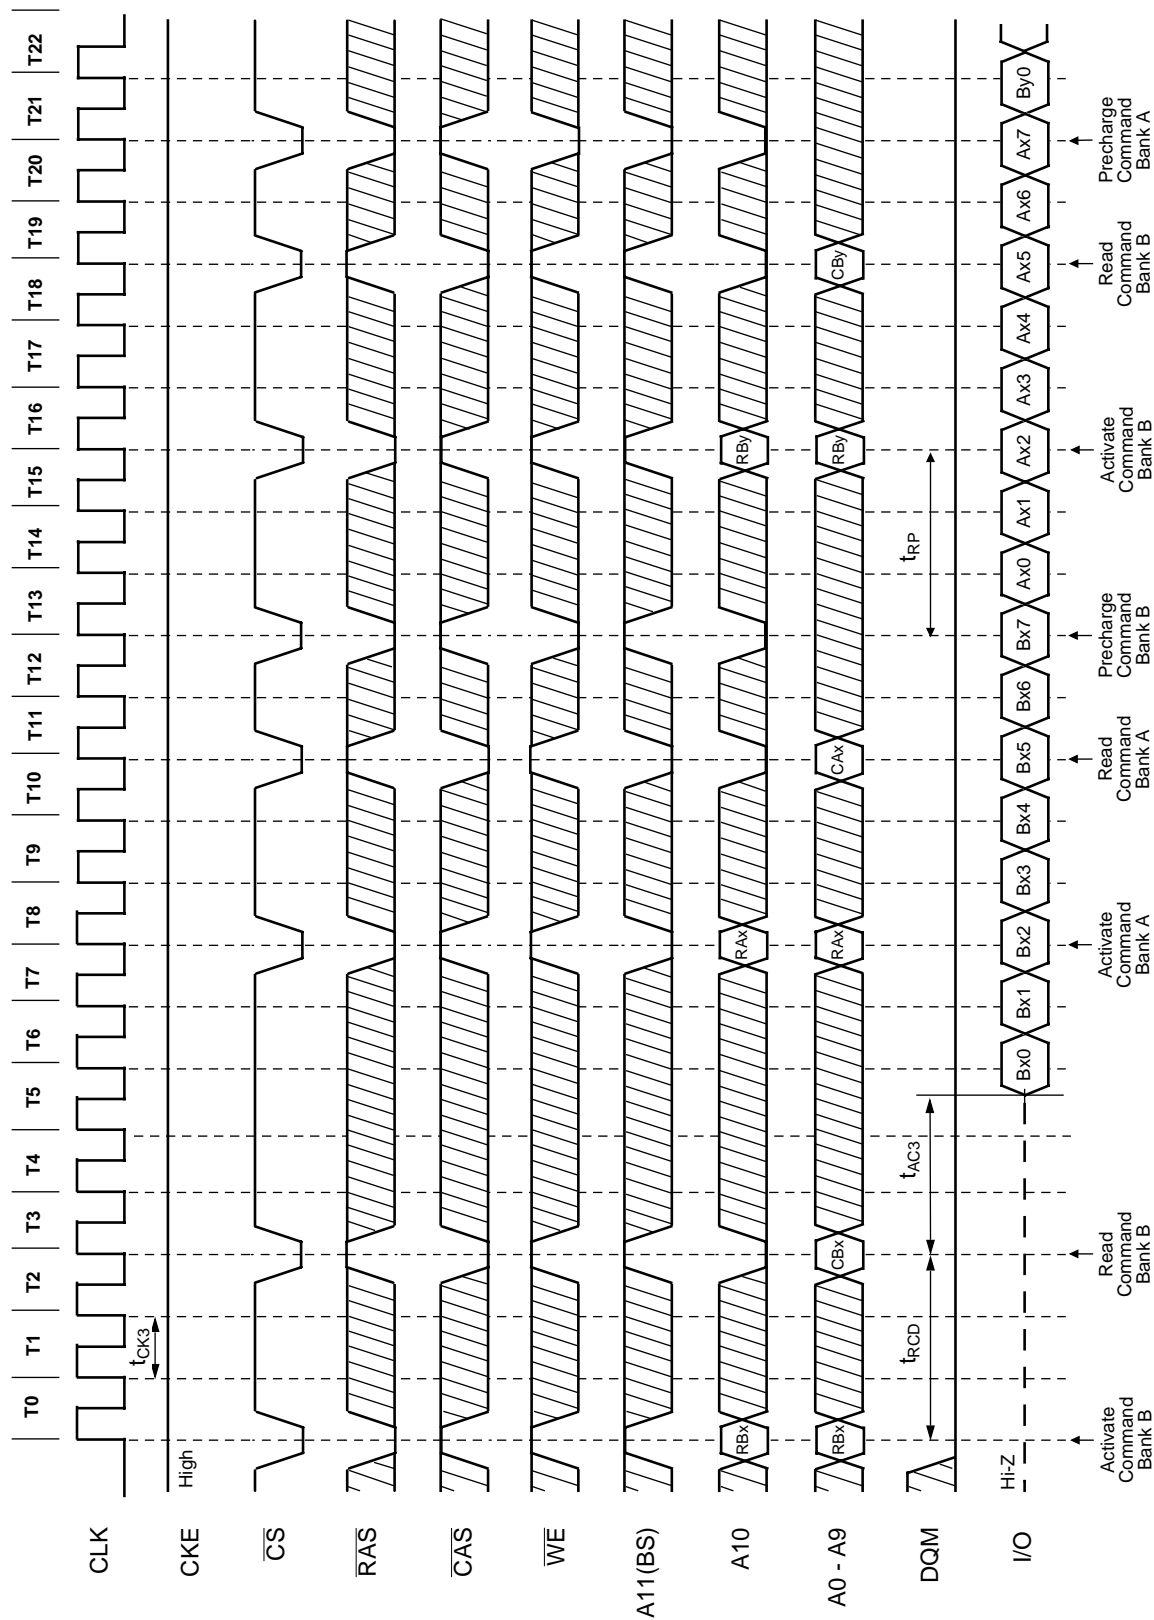 T0 T1 T2 T3 T4 T5 T6 T7 T8 T9 T10 T11 T12 T13 T14 T15 T16 T17 T18 T19 T20 T21 T22
CLK
tCK3
CKE
High
CS
RAS
CAS
WE
A11(BS)
A10
RBx RAx RBy
A0 - A9
RBx CBx RAx CAx RBy CBy
DQM
tRCD tAC3 tRP
I/O
Hi-Z
Bx0 Bx1 Bx2 Bx3 Bx4 Bx5 Bx6 Bx7 Ax0 Ax1 Ax2 Ax3 Ax4 Ax5 Ax6 Ax7 By0
Activate
Command
Bank B
Read
Command
Bank B
Activate
Command
Bank A
Read
Command
Bank A
Precharge
Command
Bank B
Activate
Command
Bank B
Read
Command
Bank B
Precharge
Command
Bank A